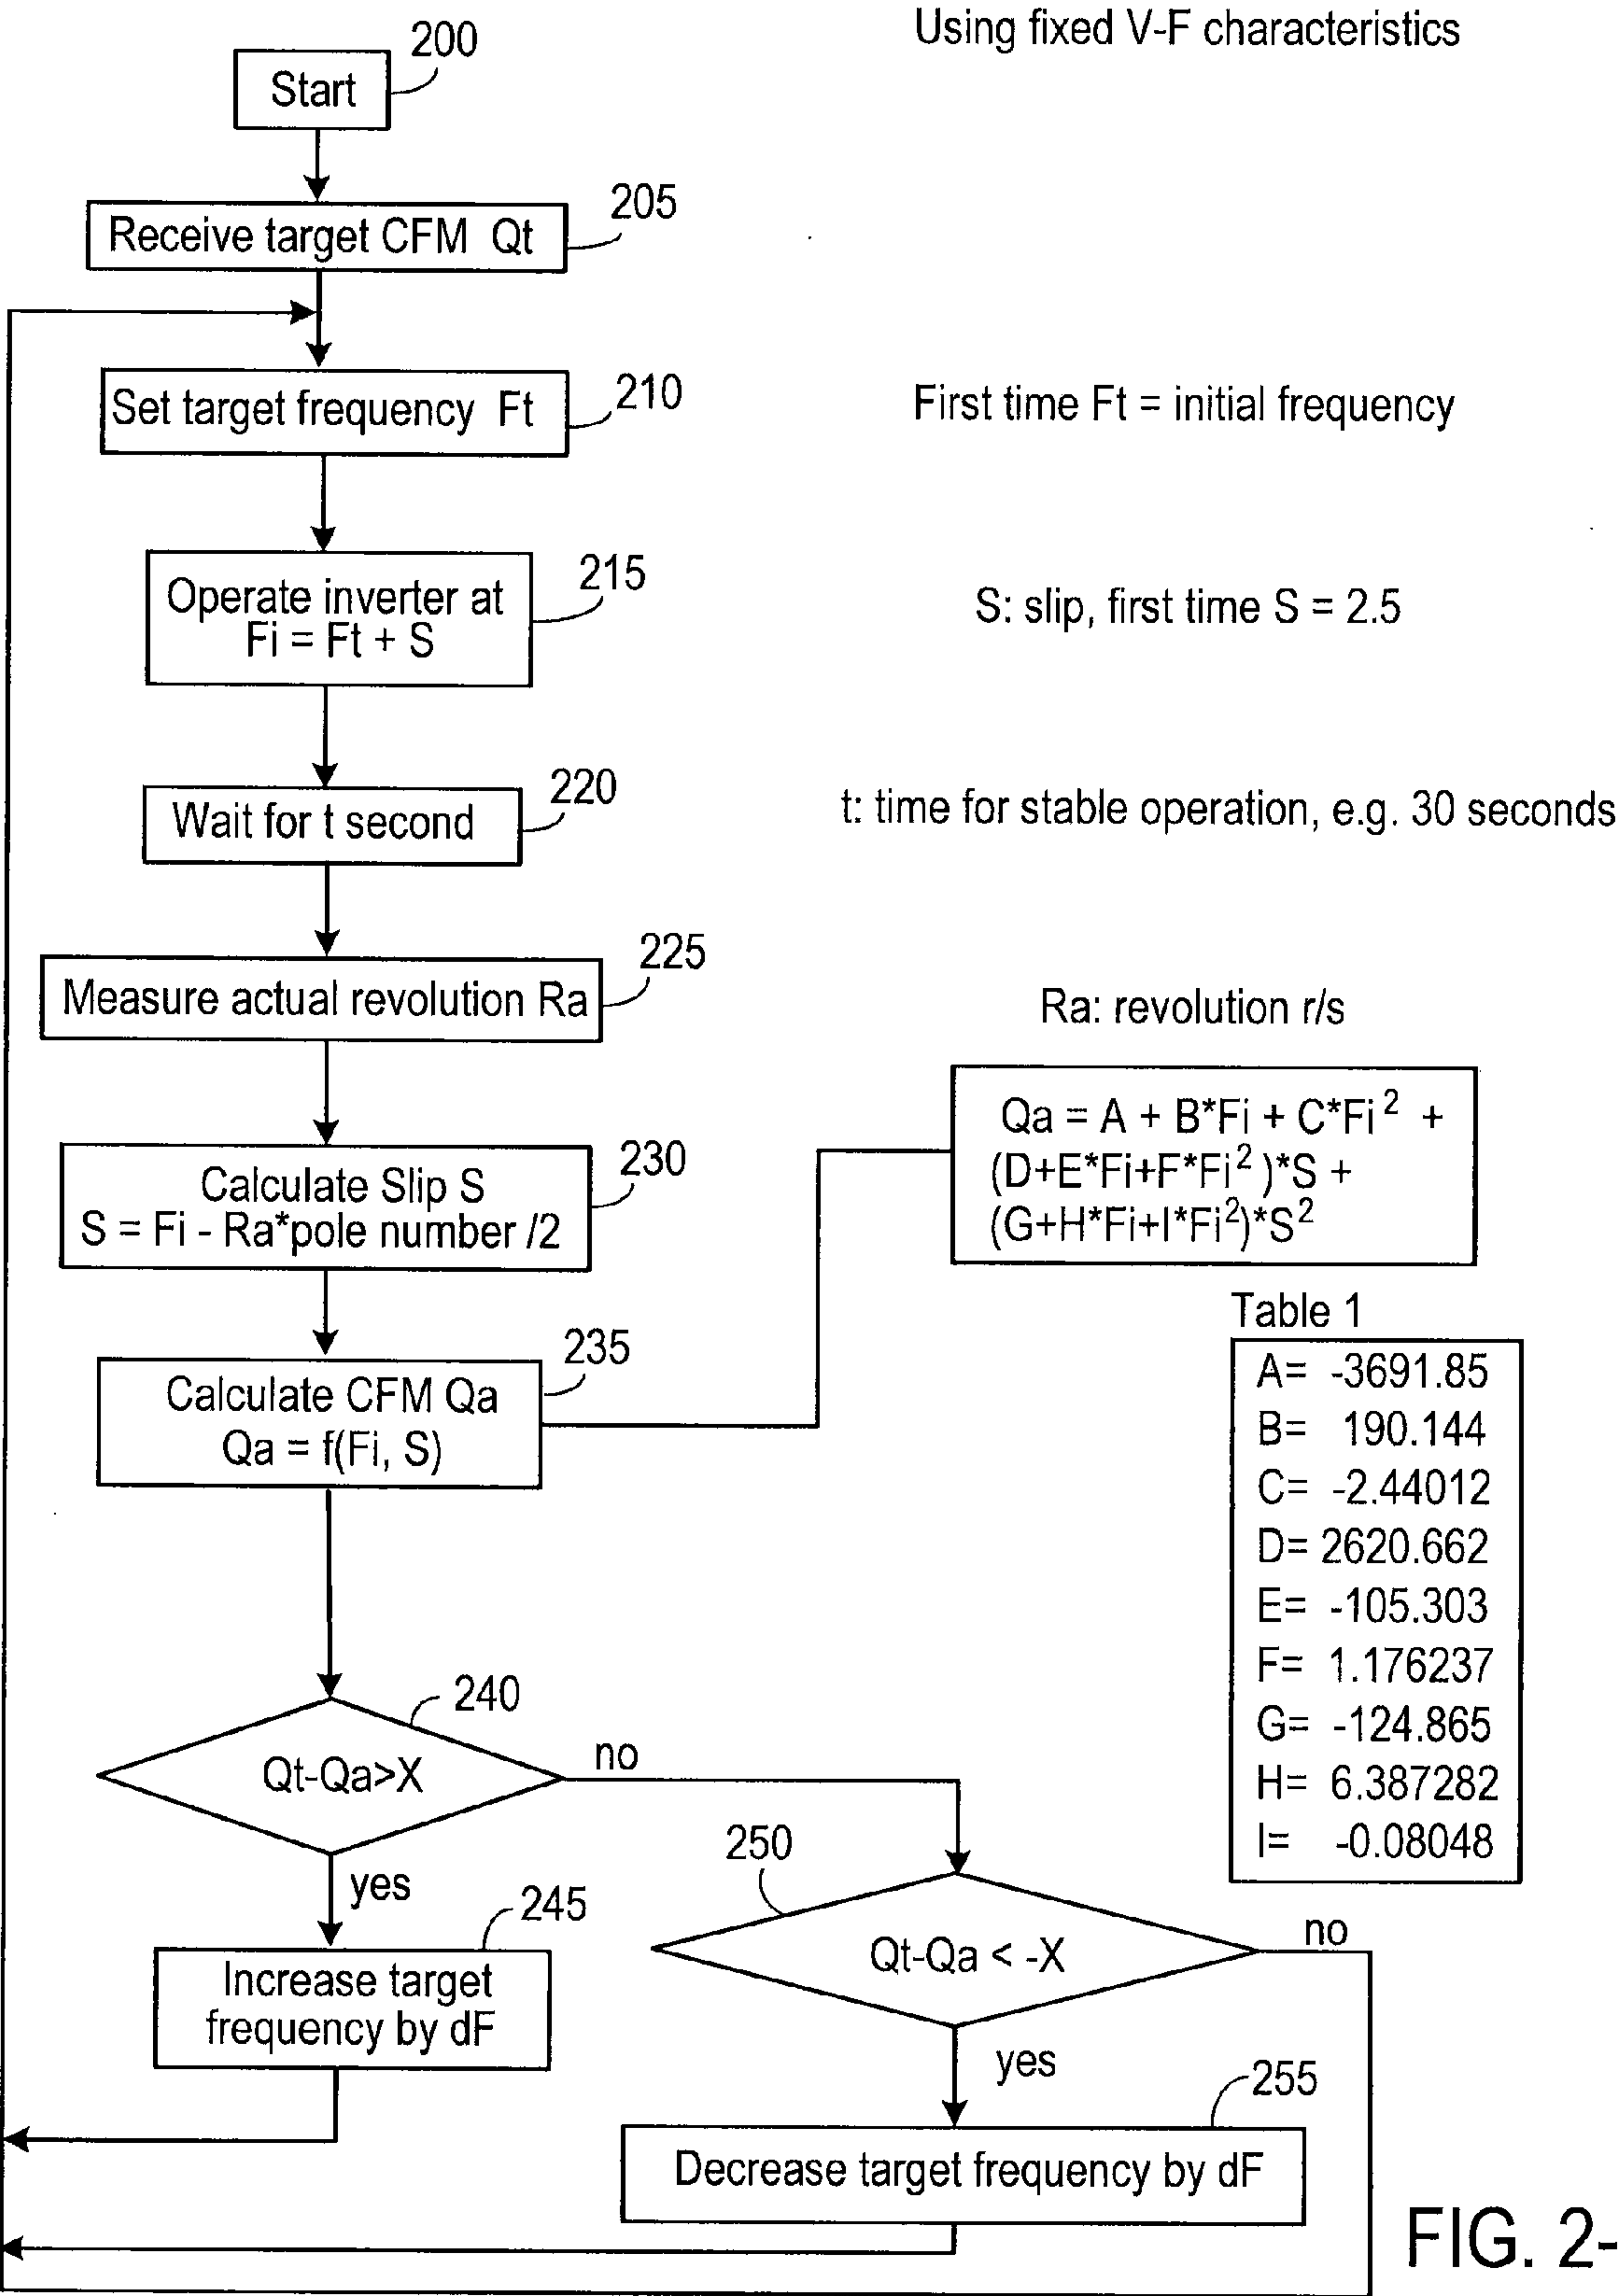 Using fixed V-F characteristics
200
Start
205
Receive target CFM Qt
210
Set target frequency Ft
First time Ft = initial frequency
215
Operate inverter at
Fi = Ft + S
S: slip, first time S = 2.5
220
Wait for t second
t: time for stable operation, e.g. 30 seconds
225
Measure actual revolution Ra
Ra: revolution r/s
230
Calculate Slip S
S = Fi - Ra*pole number /2
Qa = A + B*Fi + C*Fi² +
(D+E*Fi+F*Fi²)*S +
(G+H*Fi+I*Fi²)*S²
235
Calculate CFM Qa
Qa = f(Fi, S)
Table 1
A= -3691.85
B= 190.144
C= -2.44012
D= 2620.662
E= -105.303
F= 1.176237
G= -124.865
H= 6.387282
I= -0.08048
240
Qt-Qa>X
no
yes
245
Increase target
frequency by dF
250
Qt-Qa < -X
no
yes
255
Decrease target frequency by dF
FIG. 2-